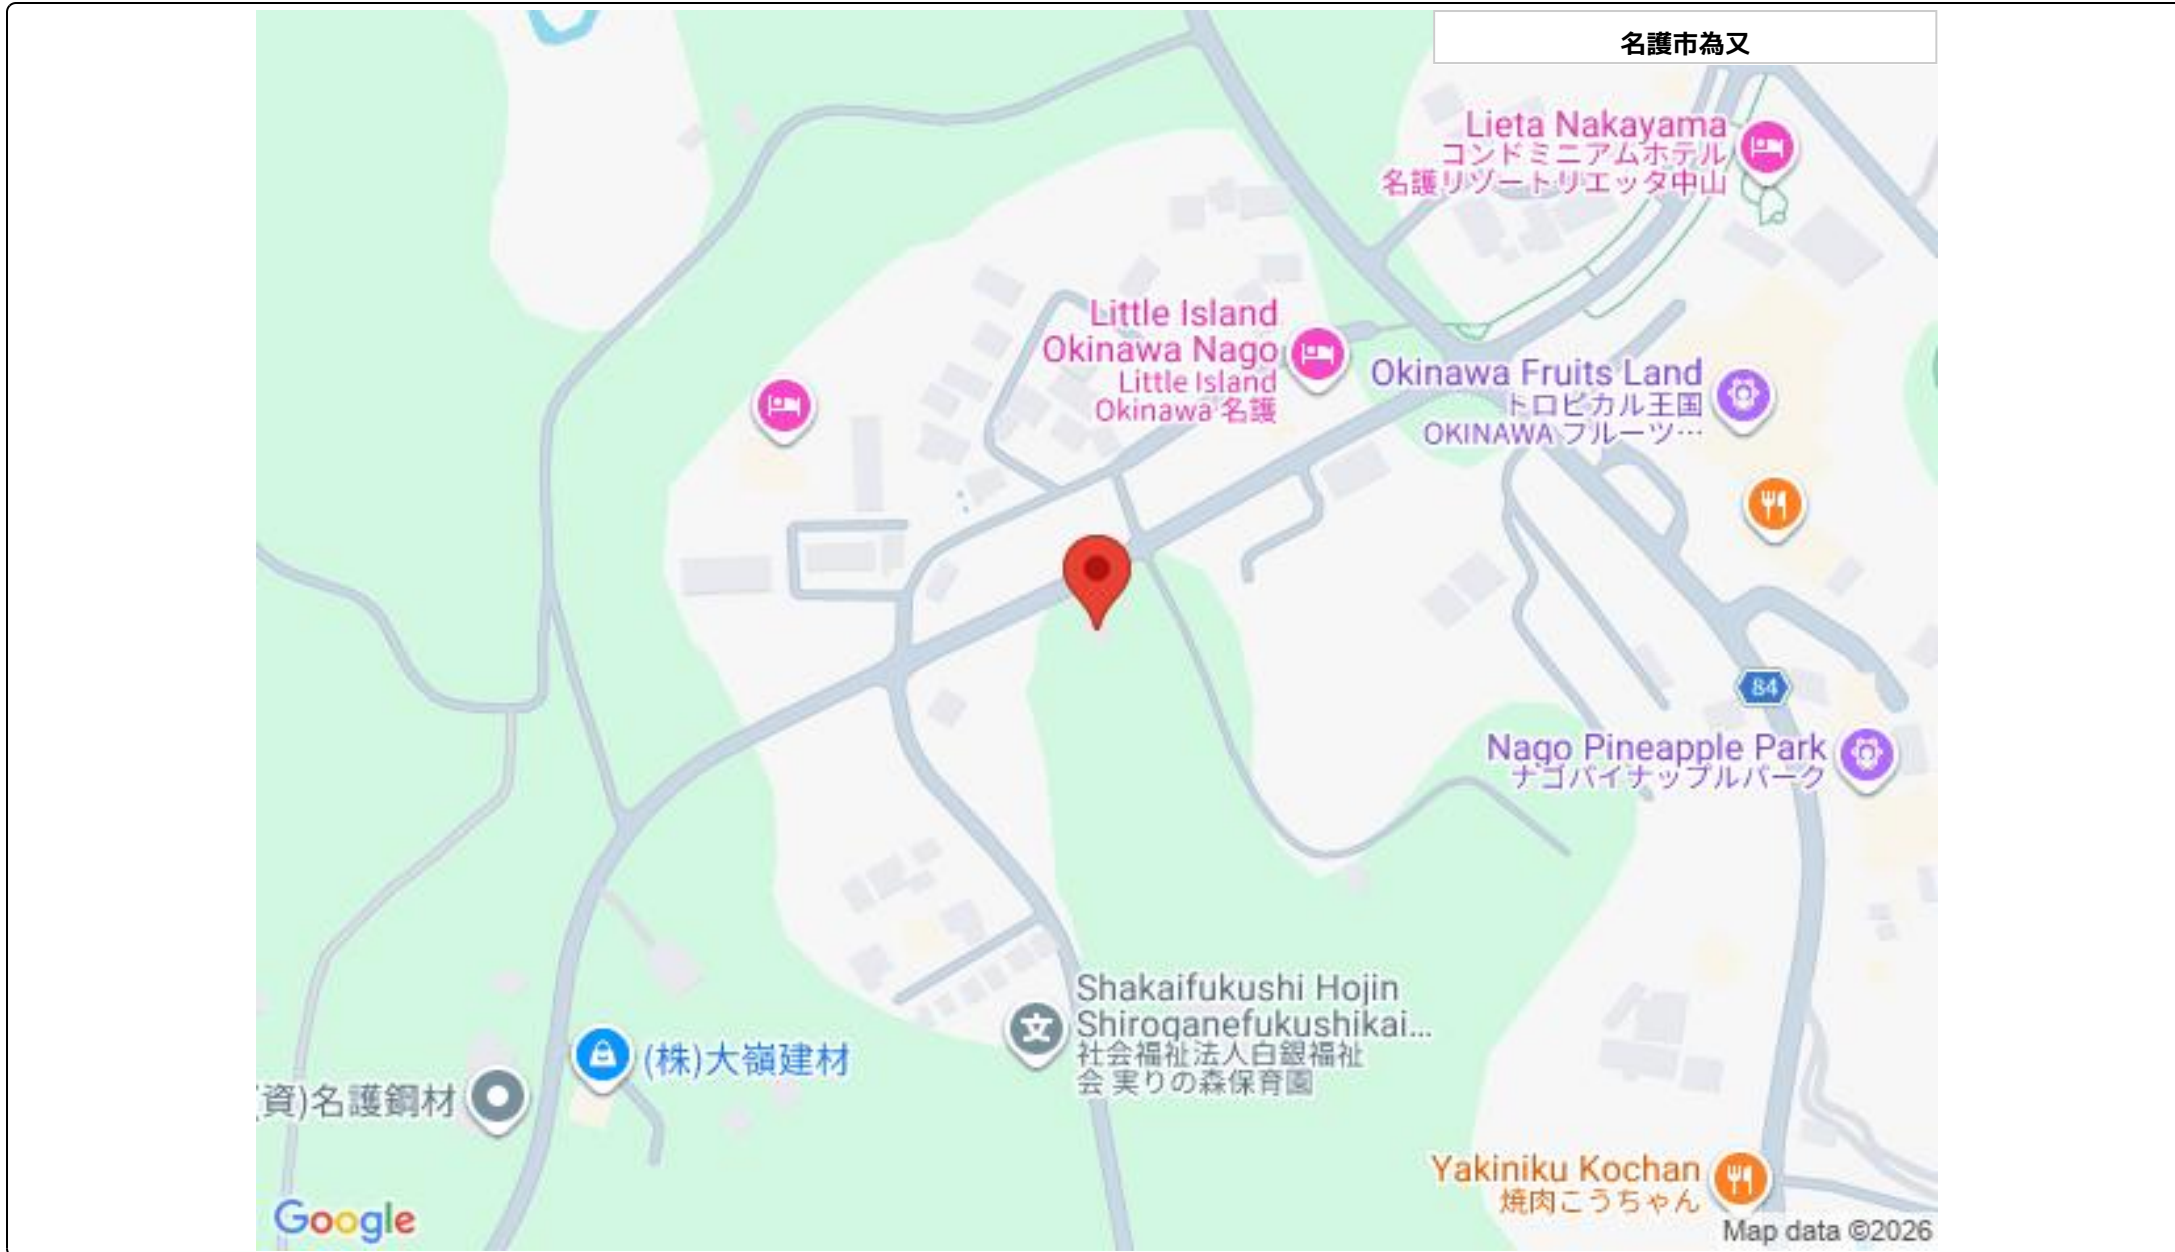 名護市為又
Lieta Nakayama
コンドミニアムホテル
名護リゾートリエッタ中山
Little Island
Okinawa Nago
Little Island
Okinawa 名護
Okinawa Fruits Land
トロピカル王国
OKINAWA フルーツ…
84
Nago Pineapple Park
ナゴパイナップルパーク
Shakaifukushi Hojin
Shiroganefukushikai...
社会福祉法人白銀福祉
会 実りの森保育園
文
(株)大嶺建材
(資)名護鋼材
Yakiniku Kochan
焼肉こうちゃん
Google
Map data ©2026